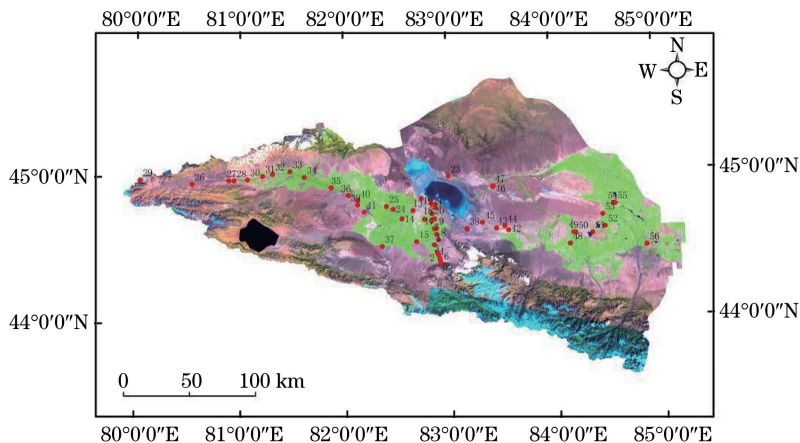 80°0′0″E 81°0′0″E 82°0′0″E 83°0′0″E 84°0′0″E 85°0′0″E
N
W E
S
45°0′0″N 45°0′0″N
29 26 27 28 30 31 32 33 34 35 36 40 41 23 47 46
25 24 14 15 37 38 45 44 42
54 55 53 52 49 50 48 56
44°0′0″N 44°0′0″N
0 50 100 km
80°0′0″E 81°0′0″E 82°0′0″E 83°0′0″E 84°0′0″E 85°0′0″E